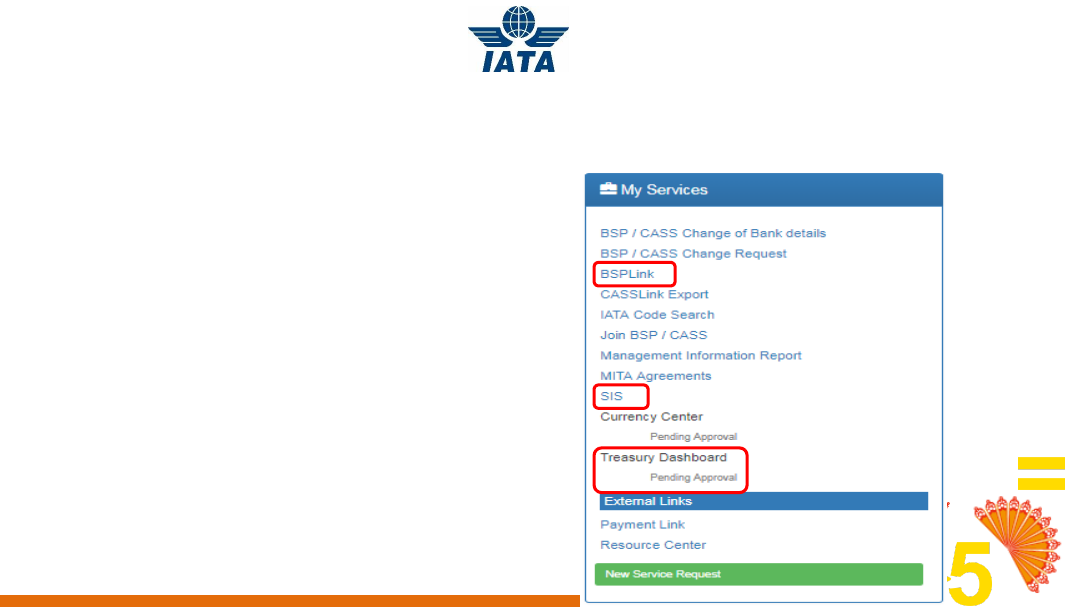 IATA
My Services
BSP / CASS Change of Bank details
BSP / CASS Change Request
BSPLink
CASSLink Export
IATA Code Search
Join BSP / CASS
Management Information Report
MITA Agreements
SIS
Currency Center
Pending Approval
Treasury Dashboard
Pending Approval
External Links
Payment Link
Resource Center
New Service Request
=
5